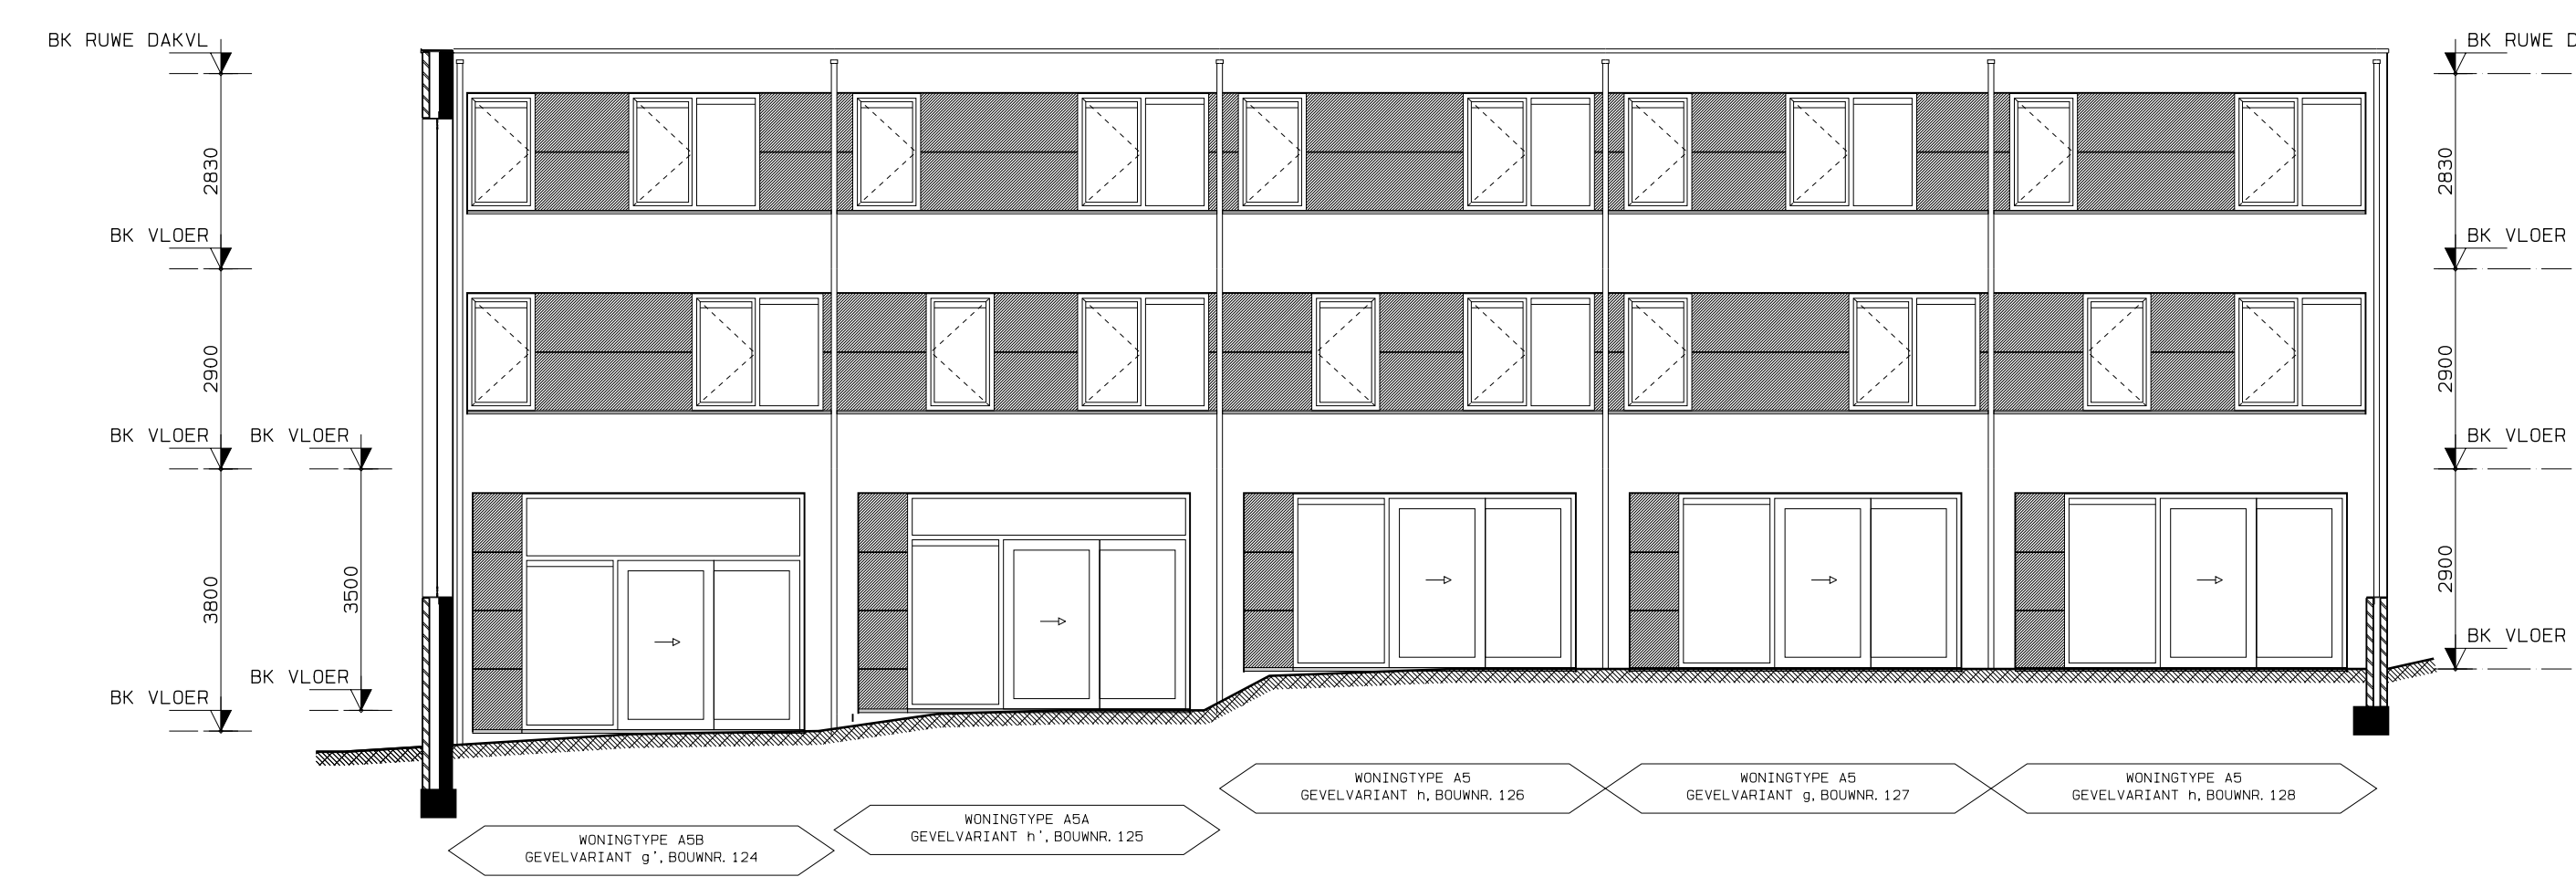 BK RUWE DAKVL
BK RUWE D
2830
2830
BK VLOER
BK VLOER
2900
2900
BK VLOER
BK VLOER
BK VLOER
3800
3500
2900
BK VLOER
BK VLOER
BK VLOER
WONINGTYPE A5
GEVELVARIANT h, BOUWNR. 126
WONINGTYPE A5
GEVELVARIANT g, BOUWNR. 127
WONINGTYPE A5
GEVELVARIANT h, BOUWNR. 128
WONINGTYPE A5A
GEVELVARIANT h', BOUWNR. 125
WONINGTYPE A5B
GEVELVARIANT g', BOUWNR. 124